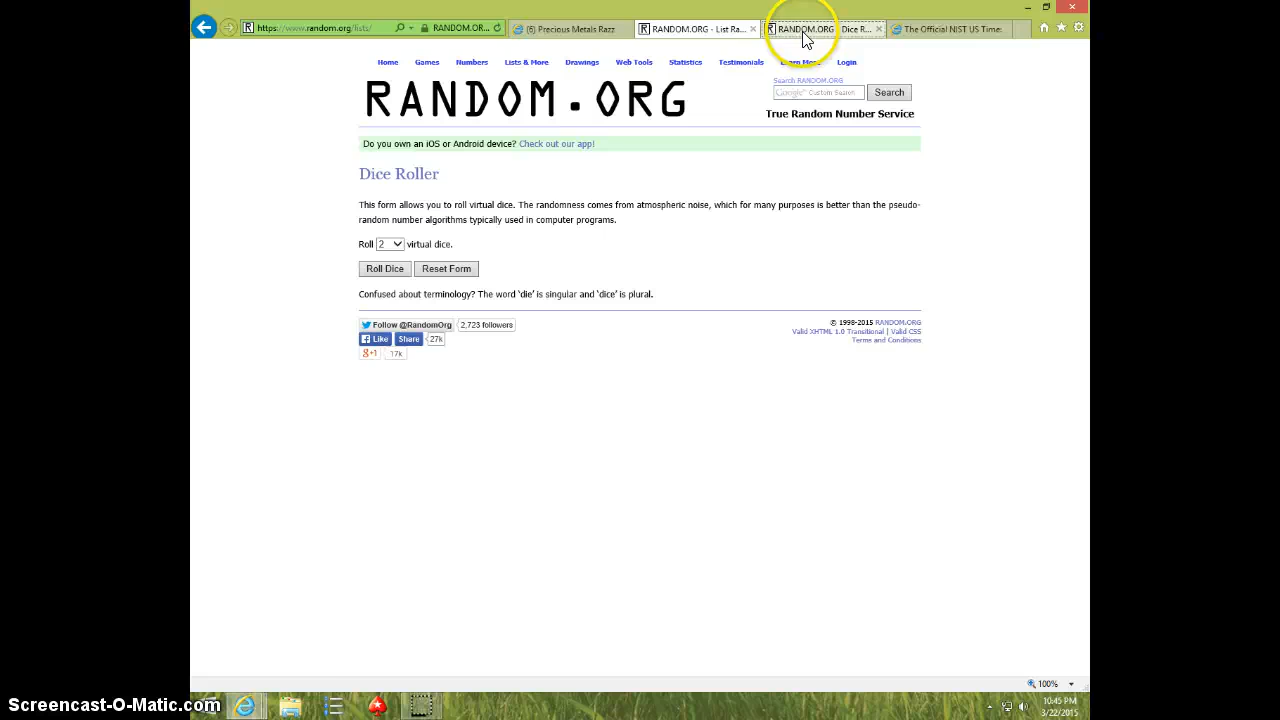 https://www.random.org/lists/
RANDOM.OR...
(6) Precious Metals Razz
RANDOM.ORG - List Ra...
RANDOM.ORG Dice R...
The Official NIST US Time:
Home Games Numbers Lists & More Drawings Web Tools Statistics Testimonials Learn More Login
Search RANDOM.ORG
RANDOM.ORG
Google Custom Search
Search
True Random Number Service
Do you own an iOS or Android device? Check out our app!
Dice Roller
This form allows you to roll virtual dice. The randomness comes from atmospheric noise, which for many purposes is better than the pseudo-
random number algorithms typically used in computer programs.
Roll 2 virtual dice.
Roll Dice Reset Form
Confused about terminology? The word 'die' is singular and 'dice' is plural.
Follow @RandomOrg 2,723 followers
Like Share 27k
+1 17k
© 1998-2015 RANDOM.ORG
Valid XHTML 1.0 Transitional | Valid CSS
Terms and Conditions
100%
10:45 PM
3/22/2015
Screencast-O-Matic.com